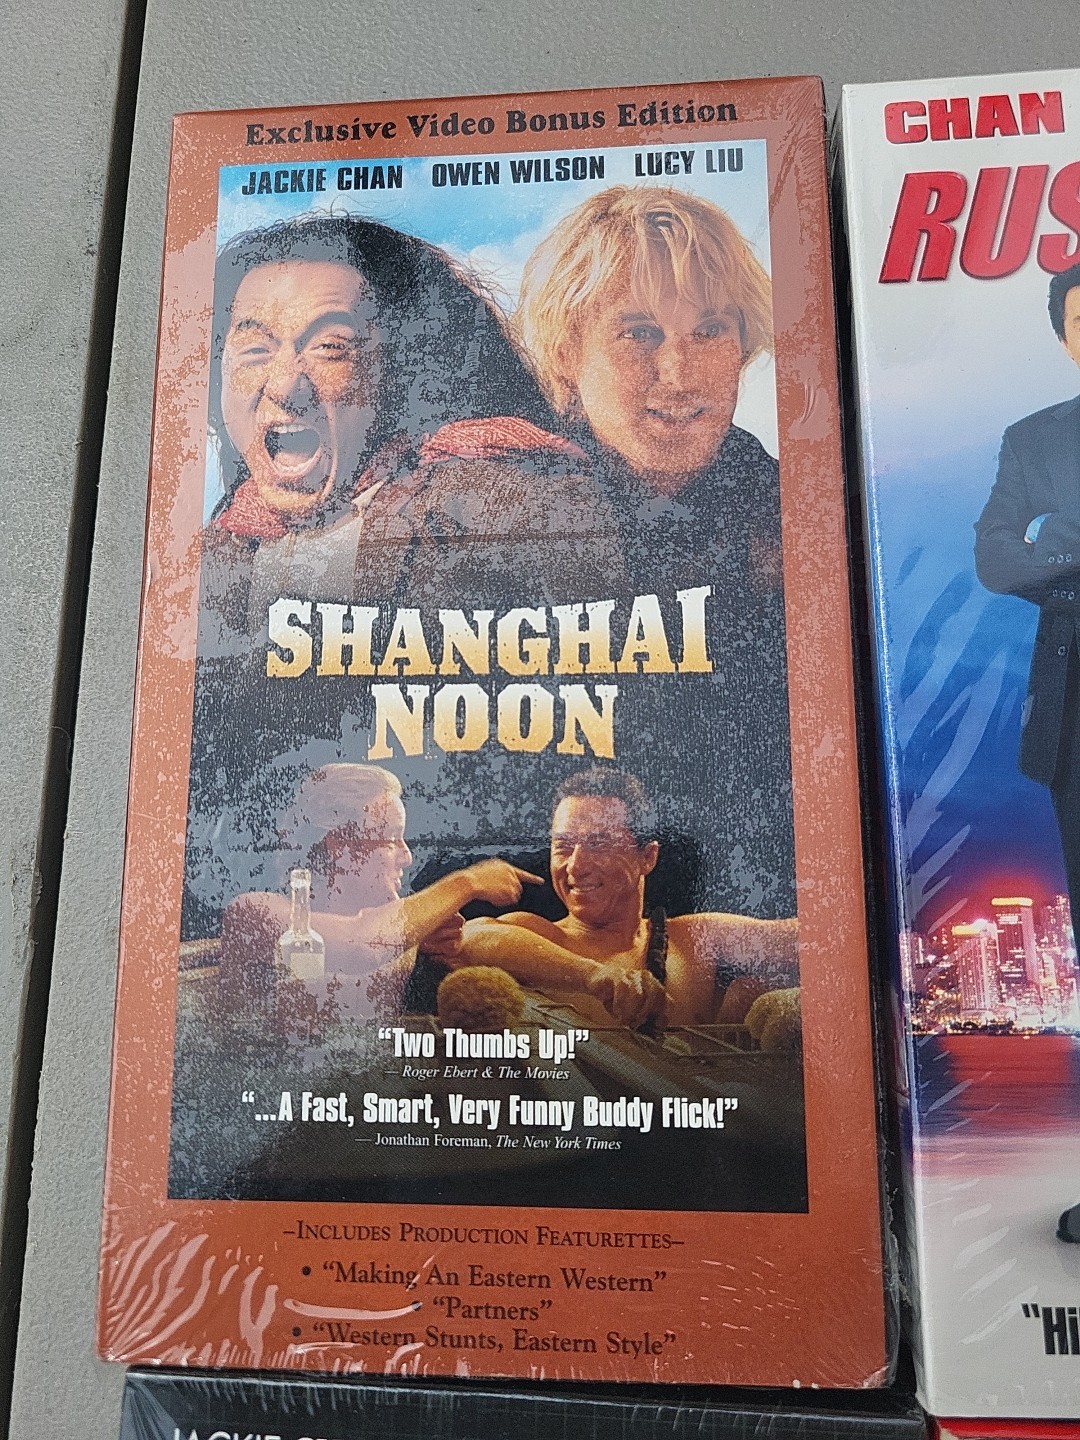 Exclusive Video Bonus Edition
JACKIE CHAN OWEN WILSON LUCY LIU
SHANGHAI
NOON
“Two Thumbs Up!”
— Roger Ebert & The Movies
“...A Fast, Smart, Very Funny Buddy Flick!”
— Jonathan Foreman, The New York Times
–INCLUDES PRODUCTION FEATURETTES–
• “Making An Eastern Western”
• “Partners”
• “Western Stunts, Eastern Style”
CHAN
RUS
“Hi
JACKIE